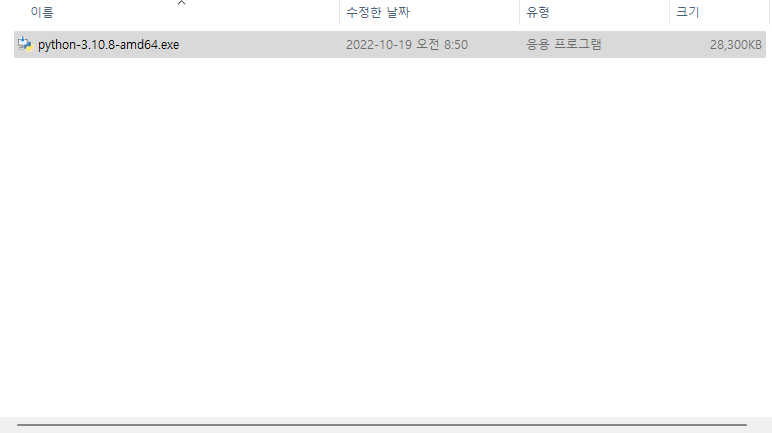 이름 수정한 날짜 유형 크기
python-3.10.8-amd64.exe 2022-10-19 오전 8:50 응용 프로그램 28,300KB